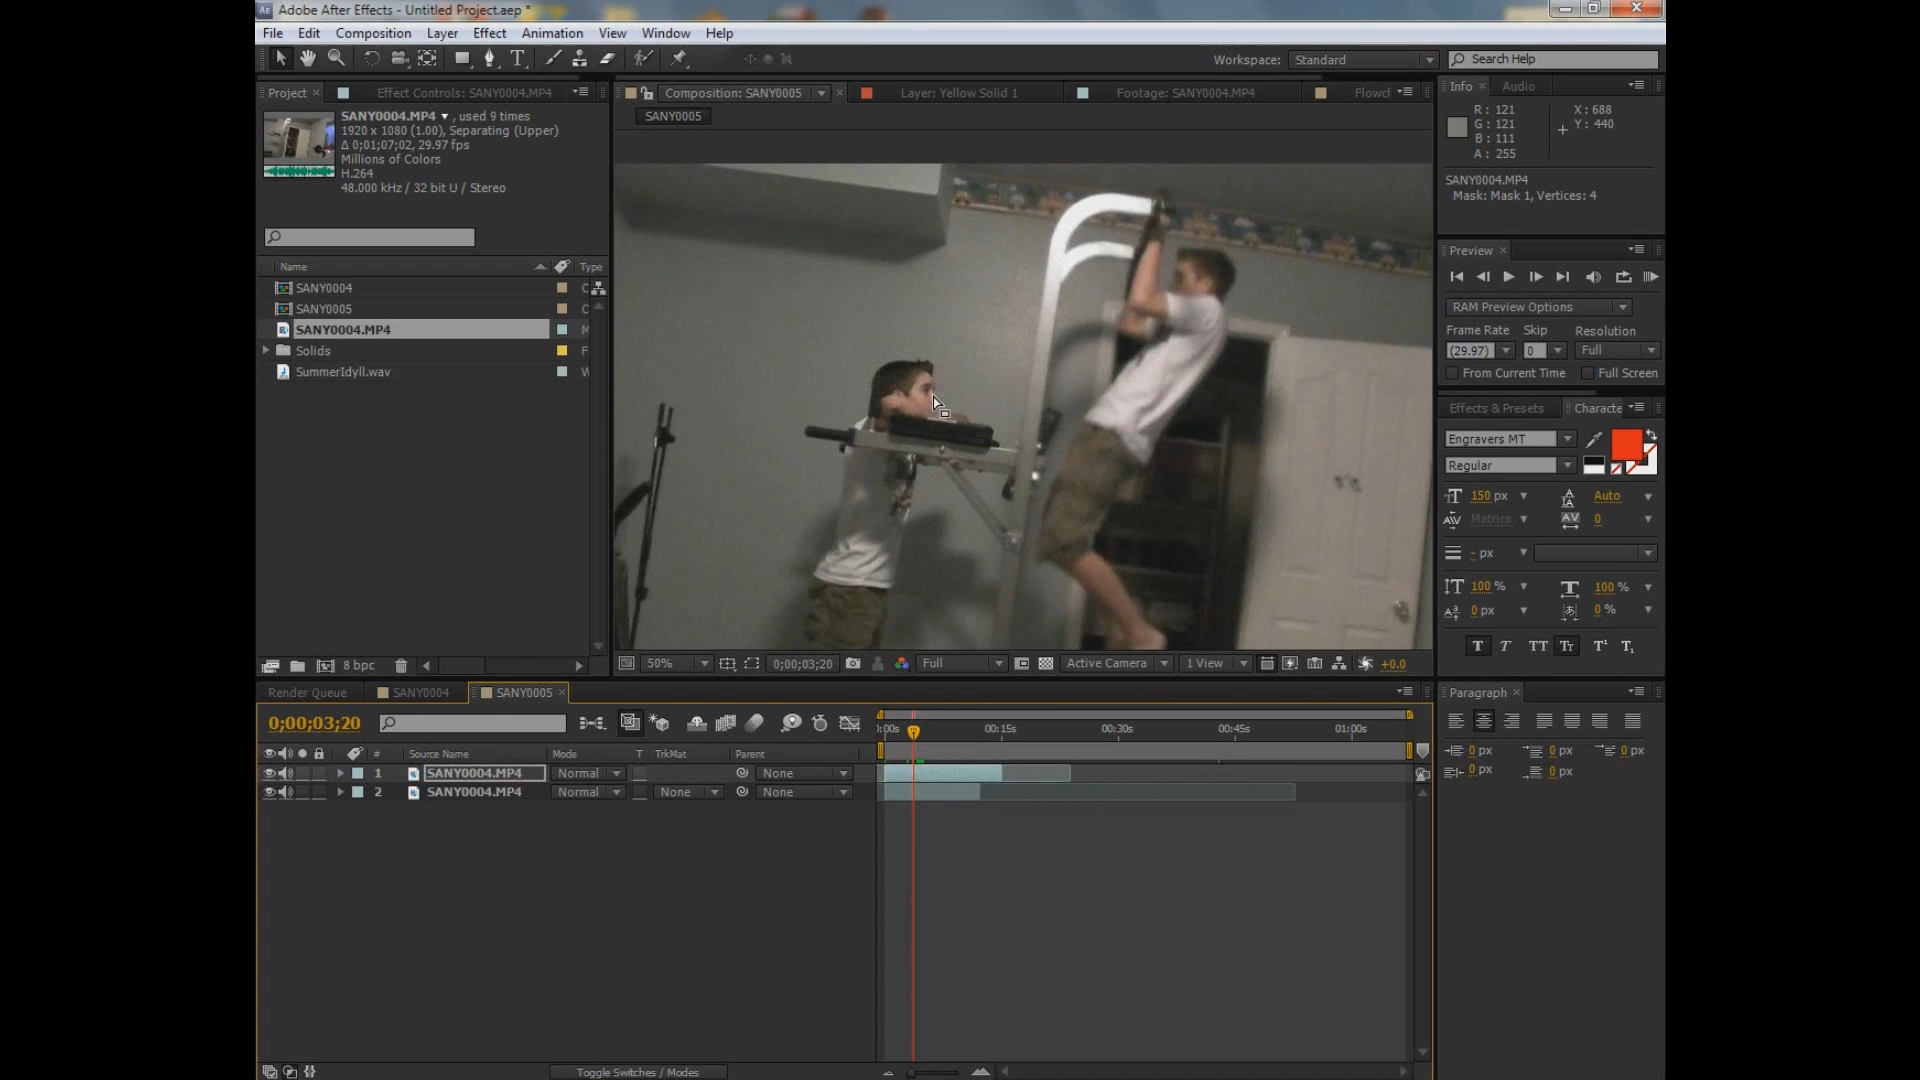 Adobe After Effects - Untitled Project.aep *
File Edit Composition Layer Effect Animation View Window Help
Workspace: Standard Search Help
Project Effect Controls: SANY0004.MP4
Composition: SANY0005 Layer: Yellow Solid 1 Footage: SANY0004.MP4 Flowcl
Info Audio
SANY0004.MP4 , used 9 times
1920 x 1080 (1.00), Separating (Upper)
Δ 0;01;07;02, 29.97 fps
Millions of Colors
H.264
48.000 kHz / 32 bit U / Stereo
SANY0005
R: 121 X: 688
G: 121 Y: 440
B: 111
A: 255
SANY0004.MP4
Mask: Mask 1, Vertices: 4
Name Type
SANY0004 C
SANY0005 C
SANY0004.MP4 M
Solids F
SummerIdyll.wav W
Preview
RAM Preview Options
Frame Rate Skip Resolution
(29.97) 0 Full
From Current Time Full Screen
Effects & Presets Characte
Engravers MT
Regular
150 px Auto
Metrics 0
- px
100 % 100 %
0 px 0 %
T T TT Tr T¹ T₁
8 bpc
50% 0;00;03;20 Full Active Camera 1 View +0.0
Render Queue SANY0004 SANY0005
0;00;03;20
):00s 00:15s 00:30s 00:45s 01:00s
# Source Name Mode T TrkMat Parent
1 SANY0004.MP4 Normal None
2 SANY0004.MP4 Normal None None
Toggle Switches / Modes
Paragraph
0 px 0 px 0 px
0 px 0 px